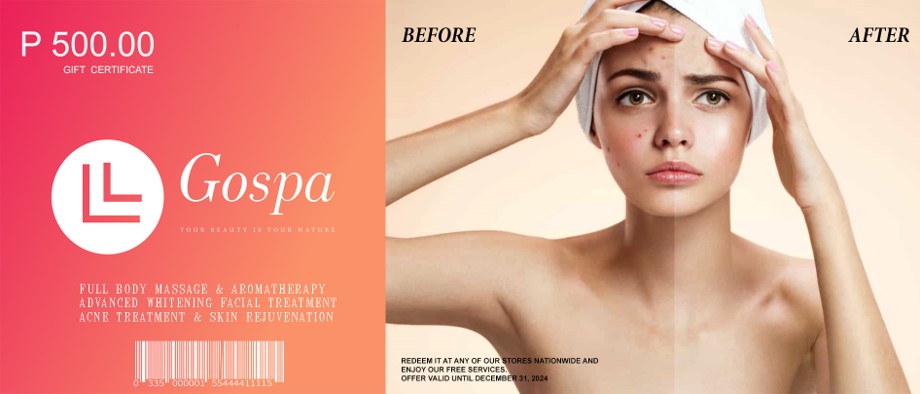 P 500.00
GIFT CERTIFICATE
Gospa
YOUR BEAUTY IS YOUR NATURE
FULL BODY MASSAGE & AROMATHERAPY
ADVANCED WHITENING FACIAL TREATMENT
ACNE TREATMENT & SKIN REJUVENATION
0 335 000001 55444411115
BEFORE
AFTER
REDEEM IT AT ANY OF OUR STORES NATIONWIDE AND
ENJOY OUR FREE SERVICES.
OFFER VALID UNTIL DECEMBER 31, 2024